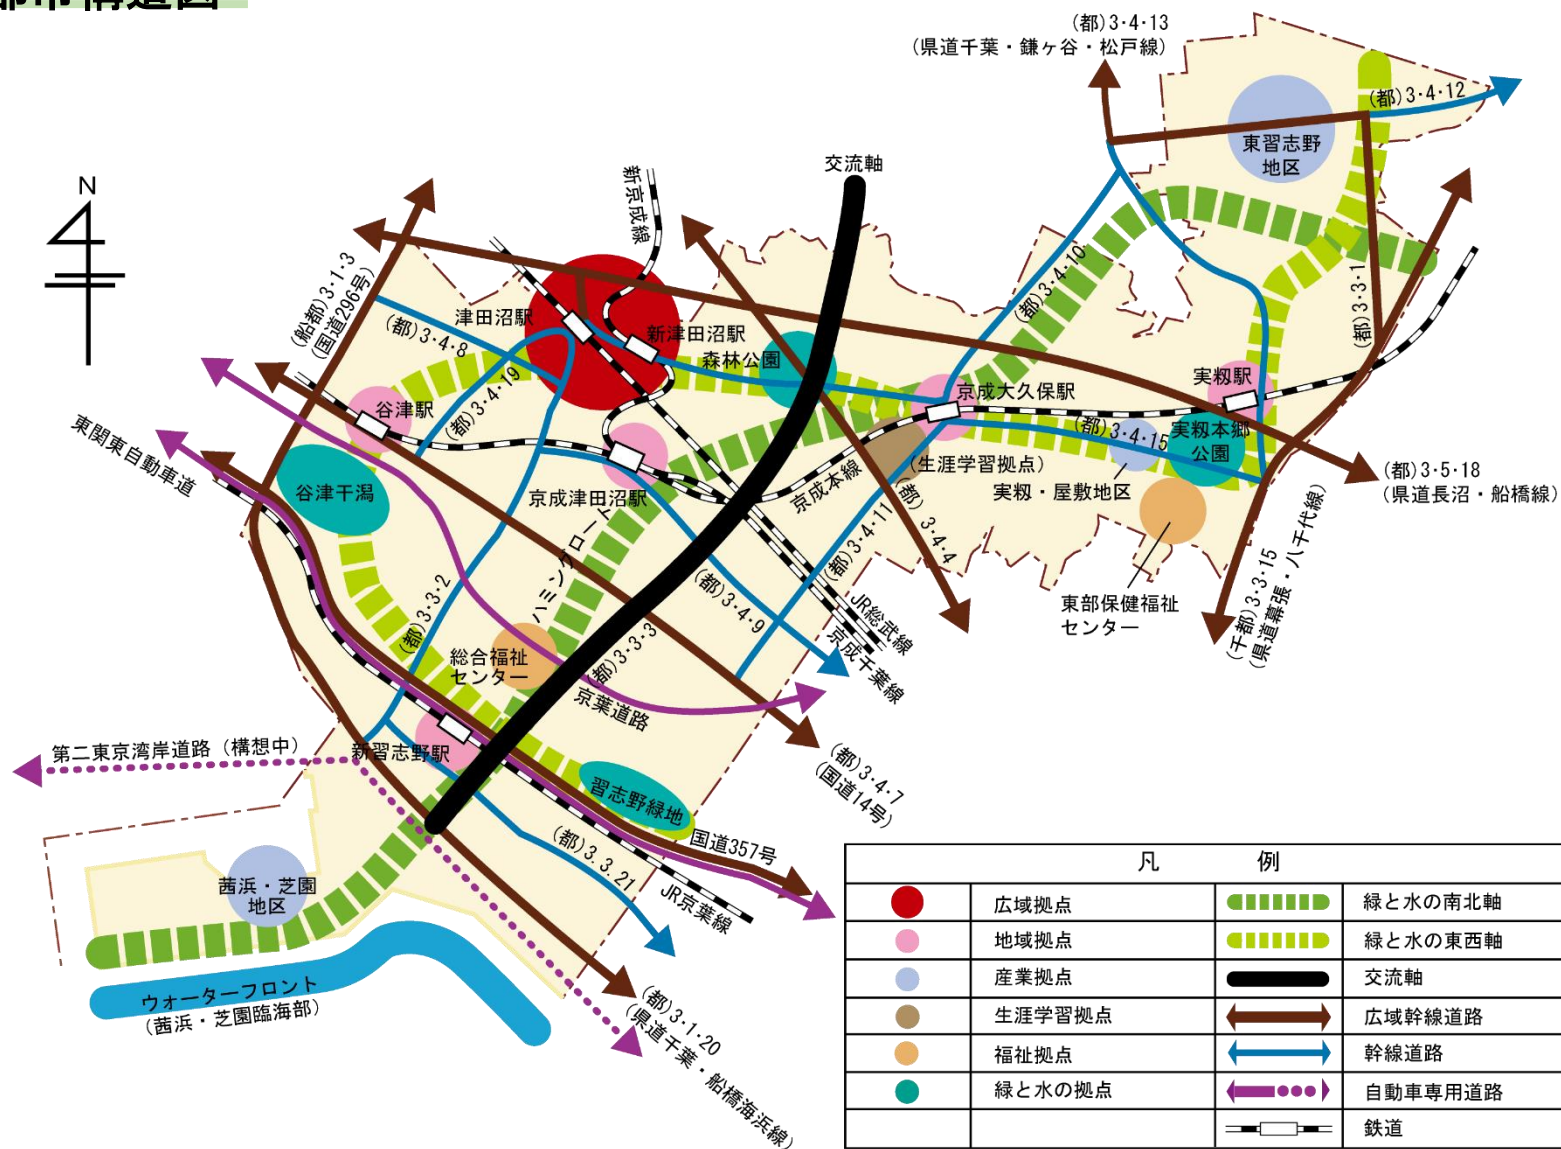 都市構造図
(都)3・4・13
(県道千葉・鎌ヶ谷・松戸線)
(都)3・4・12
東習志野
地区
交流軸
N
新京成線
(船都)3・1・3
(国道296号)
津田沼駅
(都)3・4・8
新津田沼駅
森林公園
(都)3・4・10
(都)3・3・1
実籾駅
京成大久保駅
谷津駅
(都)3・4・19
東関東自動車道
谷津干潟
京成津田沼駅
ハミングロード
京成本線
(生涯学習拠点)
(都)3・4・15
実籾本郷
公園
実籾・屋敷地区
(都)3・5・18
(県道長沼・船橋線)
(都)3・4・4
(都)3・4・11
(千都)3・3・15
(県道幕張・八千代線)
東部保健福祉
センター
(都)3・3・2
(都)3・4・9
JR総武線
京成千葉線
総合福祉
センター
(都)3・3・3
京葉道路
第二東京湾岸道路（構想中）
新習志野駅
(都)3・4・7
(国道14号)
習志野緑地
国道357号
(都)3.3.21
JR京葉線
茜浜・芝園
地区
ウォーターフロント
(茜浜・芝園臨海部)
(都)3・1・20
(県道千葉・船橋海浜線)
凡 例
広域拠点 緑と水の南北軸
地域拠点 緑と水の東西軸
産業拠点 交流軸
生涯学習拠点 広域幹線道路
福祉拠点 幹線道路
緑と水の拠点 自動車専用道路
鉄道